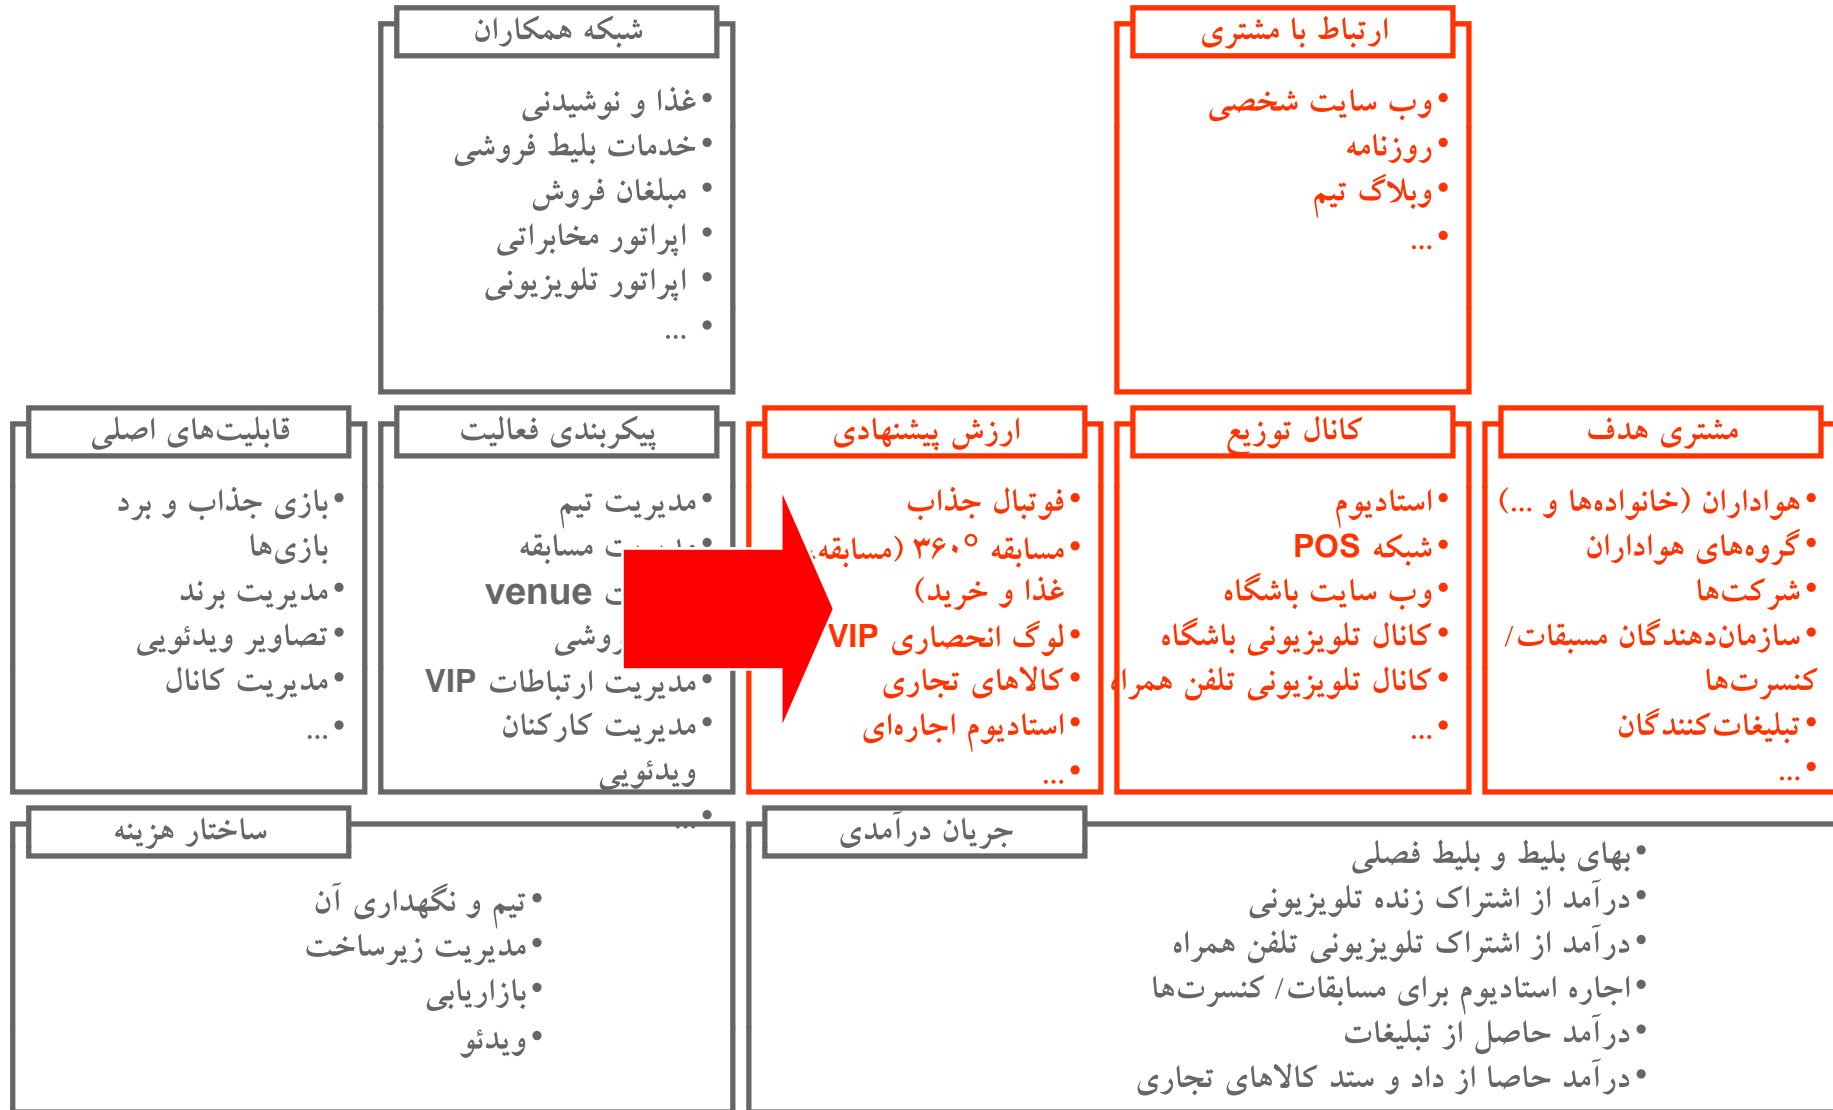 ارتباط با مشتری
•وب سایت شخصی
•روزنامه
•وبلاگ تیم
•...
شبکه همکاران
•غذا و نوشیدنی
•خدمات بلیط فروشی
• مبلغان فروش
• اپراتور مخابراتی
• اپراتور تلویزیونی
• ...
مشتری هدف
•هواداران (خانواده‌ها و ...)
•گروه‌های هواداران
•شرکت‌ها
•سازمان‌دهندگان مسبقات/
کنسرت‌ها
•تبلیغات‌کنندگان
•...
کانال توزیع
•استادیوم
•شبکه POS
•وب سایت باشگاه
•کانال تلویزیونی باشگاه
•کانال تلویزیونی تلفن همراه
•...
ارزش پیشنهادی
•فوتبال جذاب
•مسابقه °۳۶۰ (مسابقه،
غذا و خرید)
•لوگ انحصاری VIP
•کالاهای تجاری
•استادیوم اجاره‌ای
•...
پیکربندی فعالیت
•مدیریت تیم
مسابقه
venue
•مدیریت ارتباطات VIP
•مدیریت کارکنان
ویدئویی
•...
قابلیت‌های اصلی
•بازی جذاب و برد
بازی‌ها
•مدیریت برند
•تصاویر ویدئویی
•مدیریت کانال
•...
جریان درآمدی
•بهای بلیط و بلیط فصلی
•درآمد از اشتراک زنده تلویزیونی
•درآمد از اشتراک تلویزیونی تلفن همراه
•اجاره استادیوم برای مسابقات/ کنسرت‌ها
•درآمد حاصل از تبلیغات
•درآمد حاصا از داد و ستد کالاهای تجاری
ساختار هزینه
•تیم و نگهداری آن
•مدیریت زیرساخت
•بازاریابی
•ویدئو